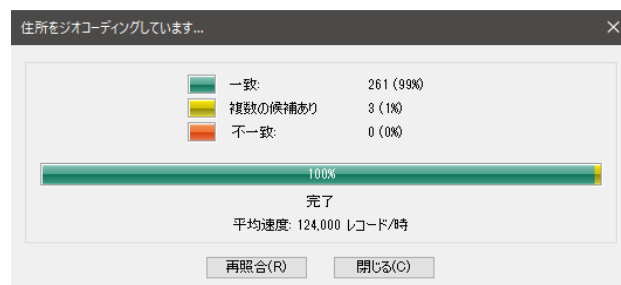 住所をジオコーディングしています...
一致: 261 (99%)
複数の候補あり 3 (1%)
不一致: 0 (0%)
100%
完了
平均速度: 124,000 レコード/時
再照合(R) 閉じる(C)